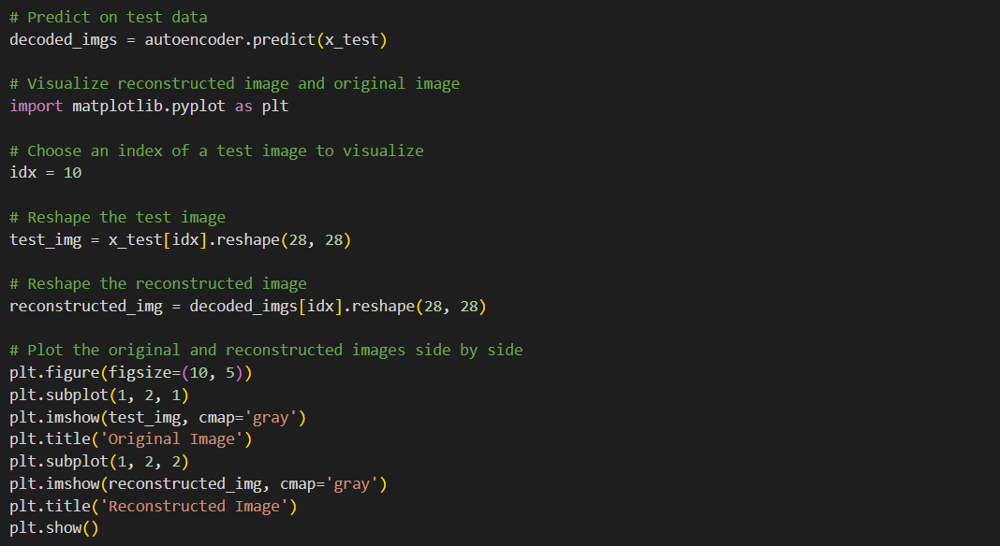 # Predict on test data
decoded_imgs = autoencoder.predict(x_test)
# Visualize reconstructed image and original image
import matplotlib.pyplot as plt
# Choose an index of a test image to visualize
idx = 10
# Reshape the test image
test_img = x_test[idx].reshape(28, 28)
# Reshape the reconstructed image
reconstructed_img = decoded_imgs[idx].reshape(28, 28)
# Plot the original and reconstructed images side by side
plt.figure(figsize=(10, 5))
plt.subplot(1, 2, 1)
plt.imshow(test_img, cmap='gray')
plt.title('Original Image')
plt.subplot(1, 2, 2)
plt.imshow(reconstructed_img, cmap='gray')
plt.title('Reconstructed Image')
plt.show()